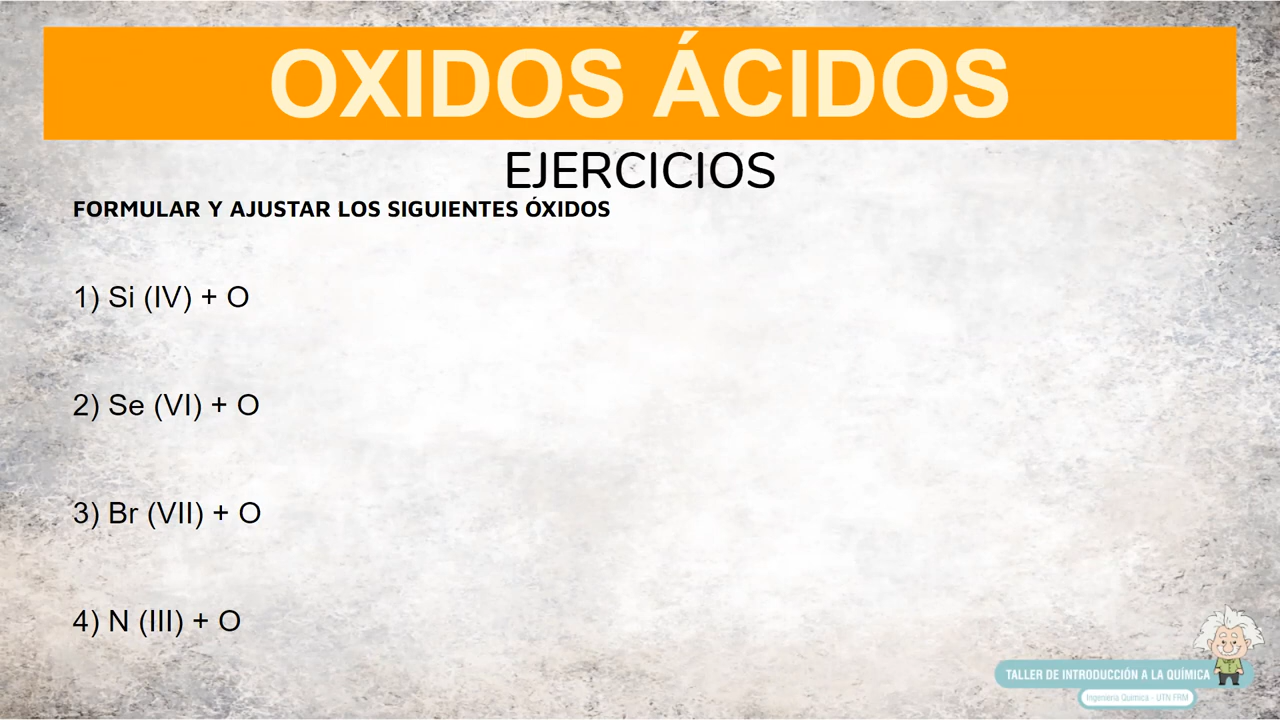 OXIDOS ÁCIDOS
EJERCICIOS
FORMULAR Y AJUSTAR LOS SIGUIENTES ÓXIDOS
1) Si (IV) + O
2) Se (VI) + O
3) Br (VII) + O
4) N (III) + O
TALLER DE INTRODUCCIÓN A LA QUÍMICA
Ingeniería Química - UTN FRM